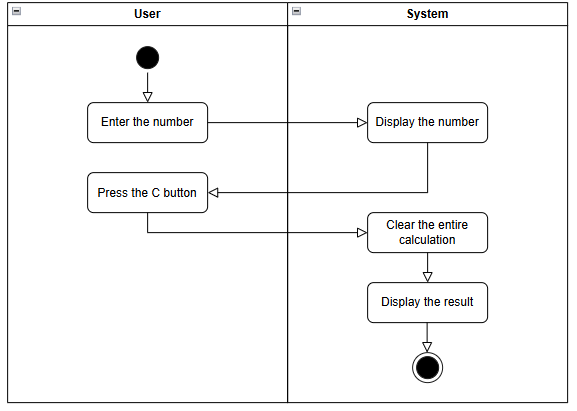 User
System
Enter the number
Display the number
Press the C button
Clear the entire
calculation
Display the result